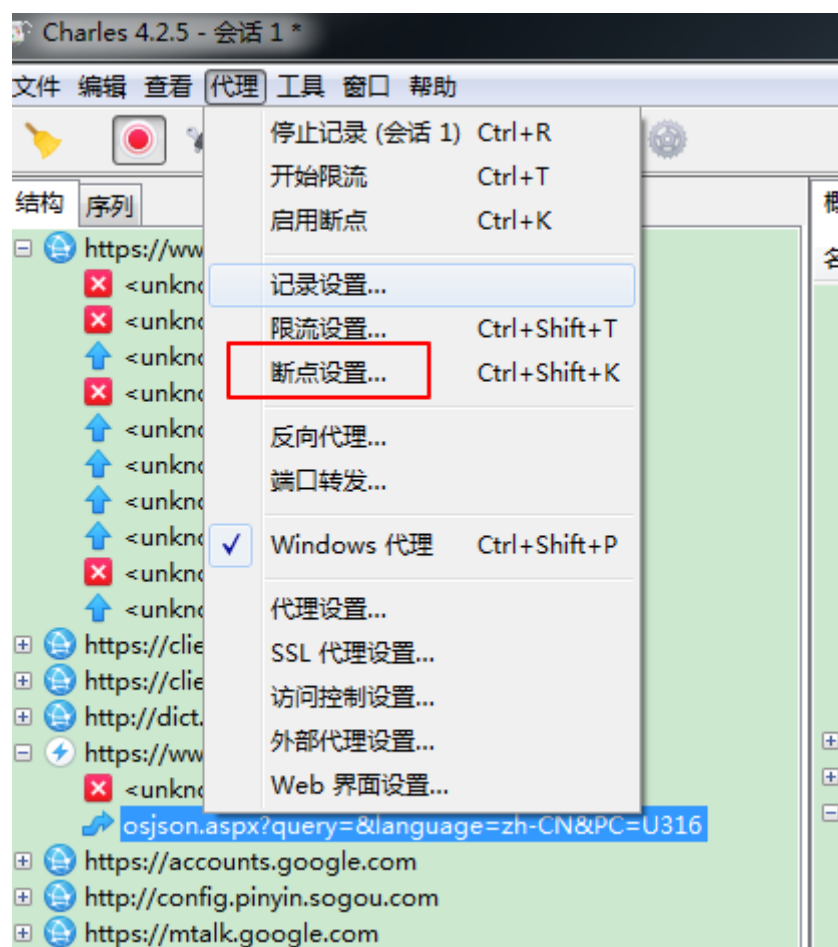 Charles 4.2.5 - 会话 1 *
文件 编辑 查看 代理 工具 窗口 帮助
停止记录 (会话 1) Ctrl+R
开始限流 Ctrl+T
启用断点 Ctrl+K
记录设置...
限流设置... Ctrl+Shift+T
断点设置... Ctrl+Shift+K
反向代理...
端口转发...
Windows 代理 Ctrl+Shift+P
代理设置...
SSL 代理设置...
访问控制设置...
外部代理设置...
Web 界面设置...
结构 序列
https://ww
<unkno
<unkno
<unkno
<unkno
<unkno
<unkno
<unkno
<unkno
<unkno
<unkno
https://clie
https://clie
http://dict.
https://ww
<unkno
osjson.aspx?query=&language=zh-CN&PC=U316
https://accounts.google.com
http://config.pinyin.sogou.com
https://mtalk.google.com